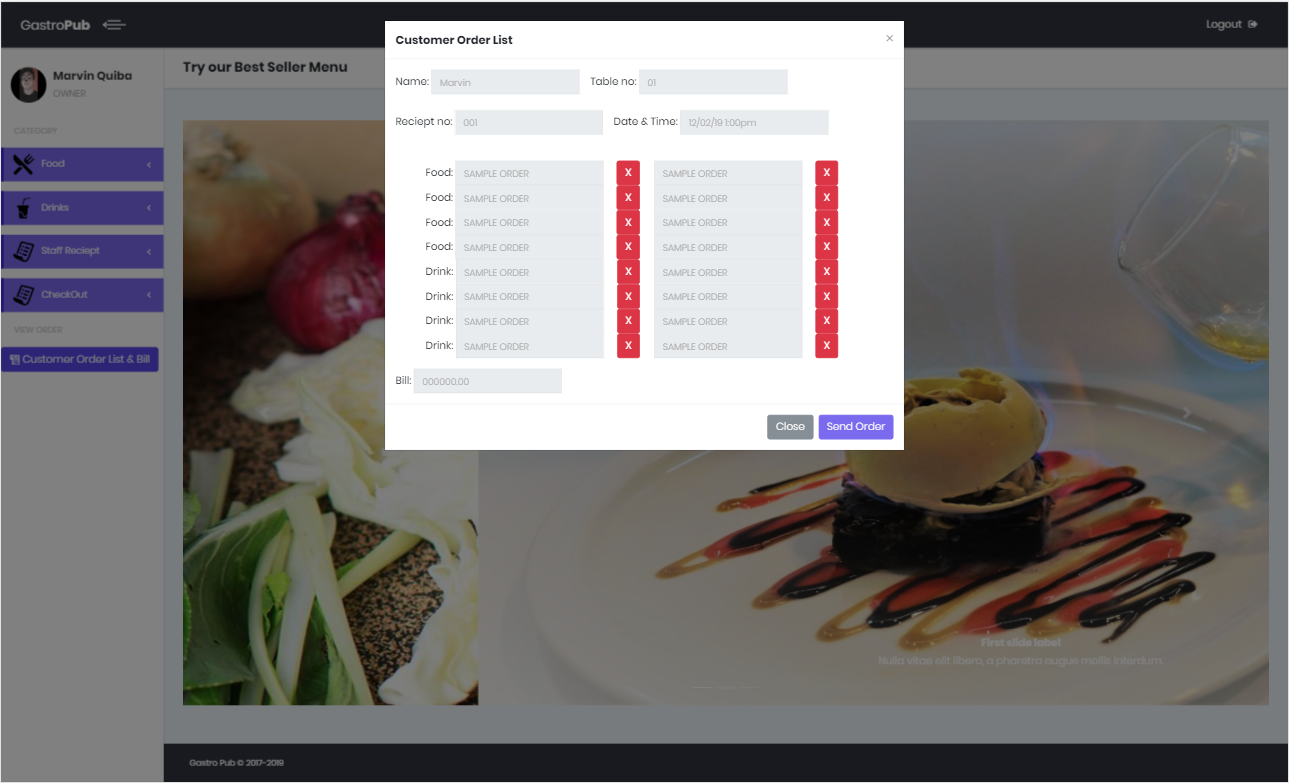 GastroPub
Logout
Customer Order List ×
Marvin Quiba
OWNER
Try our Best Seller Menu
Name: Marvin Table no: 01
Reciept no: 001 Date & Time: 12/02/19 1:00pm
CATEGORY
Food
Drinks
Staff Reciept
CheckOut
VIEW ORDER
Customer Order List & Bill
Food: SAMPLE ORDER X SAMPLE ORDER X
Food: SAMPLE ORDER X SAMPLE ORDER X
Food: SAMPLE ORDER X SAMPLE ORDER X
Food: SAMPLE ORDER X SAMPLE ORDER X
Drink: SAMPLE ORDER X SAMPLE ORDER X
Drink: SAMPLE ORDER X SAMPLE ORDER X
Drink: SAMPLE ORDER X SAMPLE ORDER X
Drink: SAMPLE ORDER X SAMPLE ORDER X
Bill: 000000.00
Close Send Order
First slide label
Nulla vitae elit libero, a pharetra augue mollis interdum.
Gastro Pub © 2017-2019